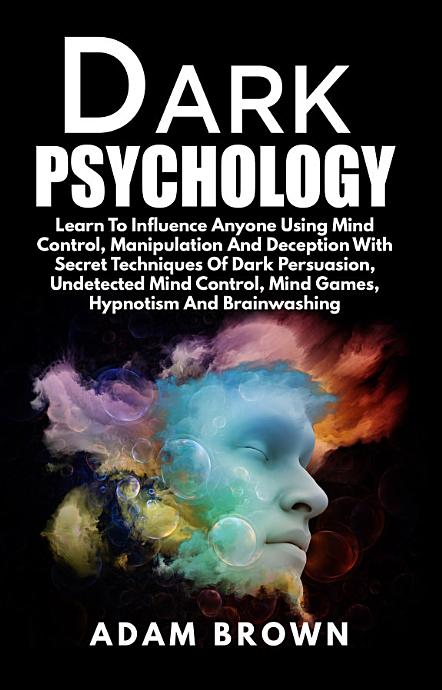 DARK
PSYCHOLOGY
Learn To Influence Anyone Using Mind
Control, Manipulation And Deception With
Secret Techniques Of Dark Persuasion,
Undetected Mind Control, Mind Games,
Hypnotism And Brainwashing
ADAM BROWN